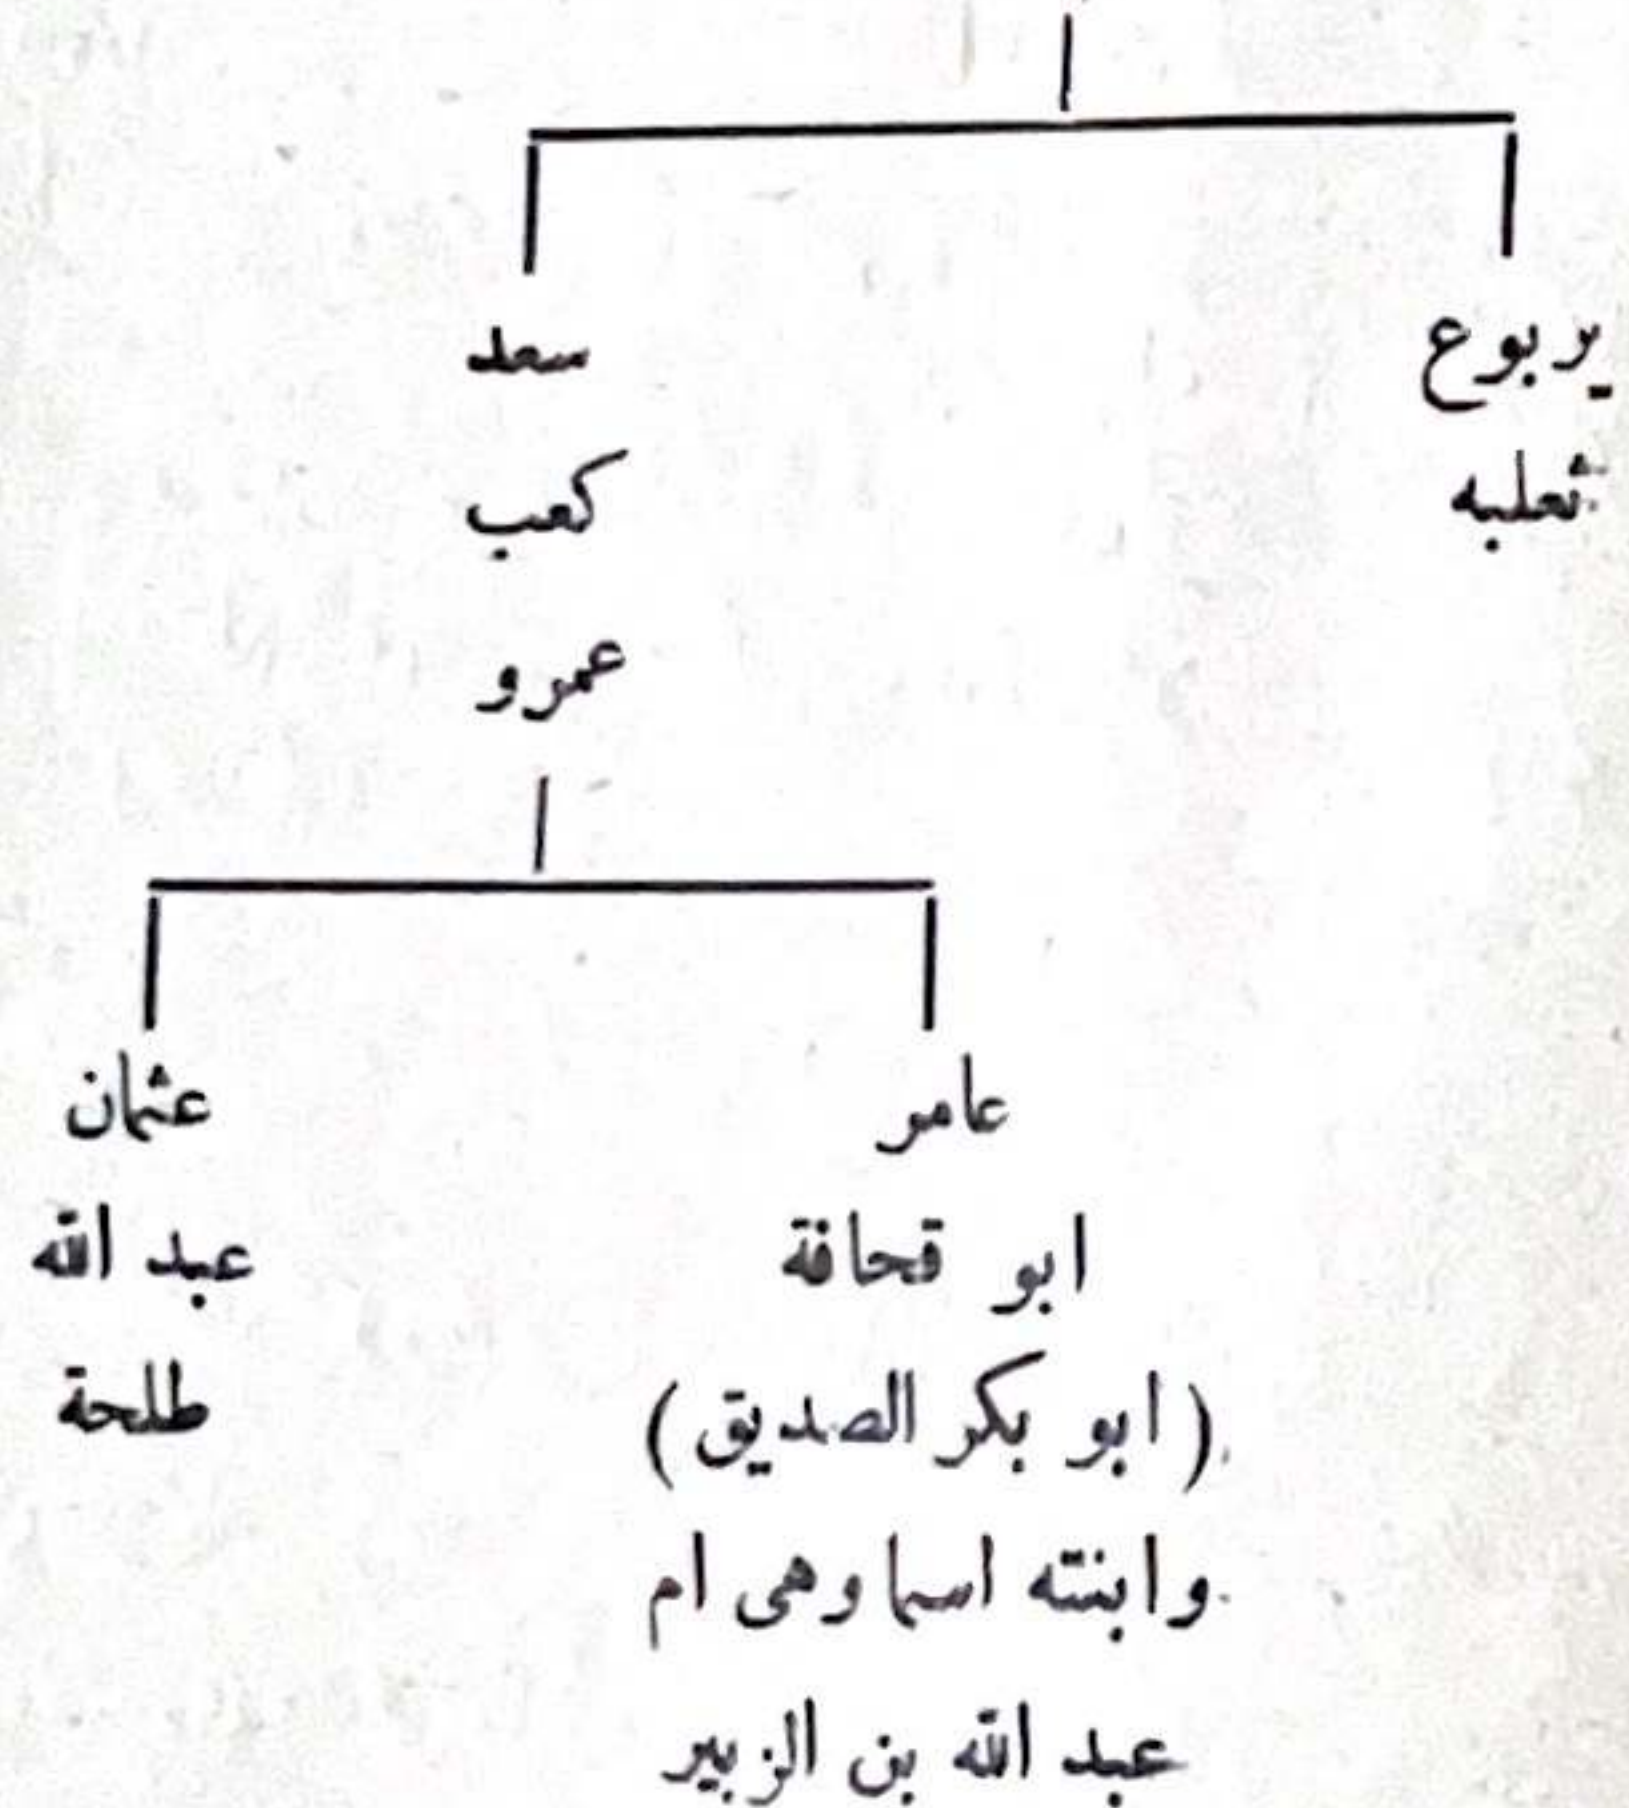 يربوع
ثعلبه
سعد
كعب
عمرو
عامر
ابو قحافة
(ابو بكر الصديق)
وابنته اسما وهى ام
عبد الله بن الزبير
عثمان
عبد الله
طلحة